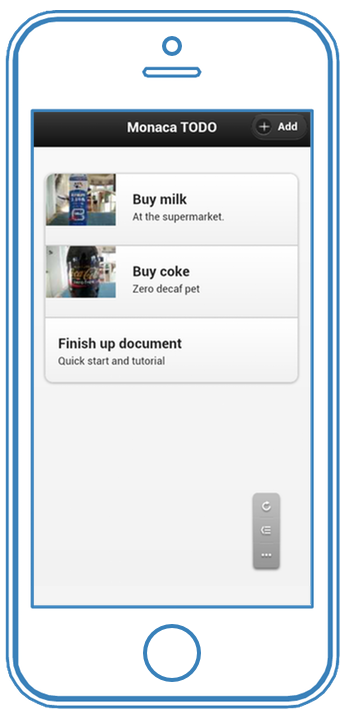 Monaca TODO
+ Add
Buy milk
At the supermarket.
Buy coke
Zero decaf pet
Finish up document
Quick start and tutorial